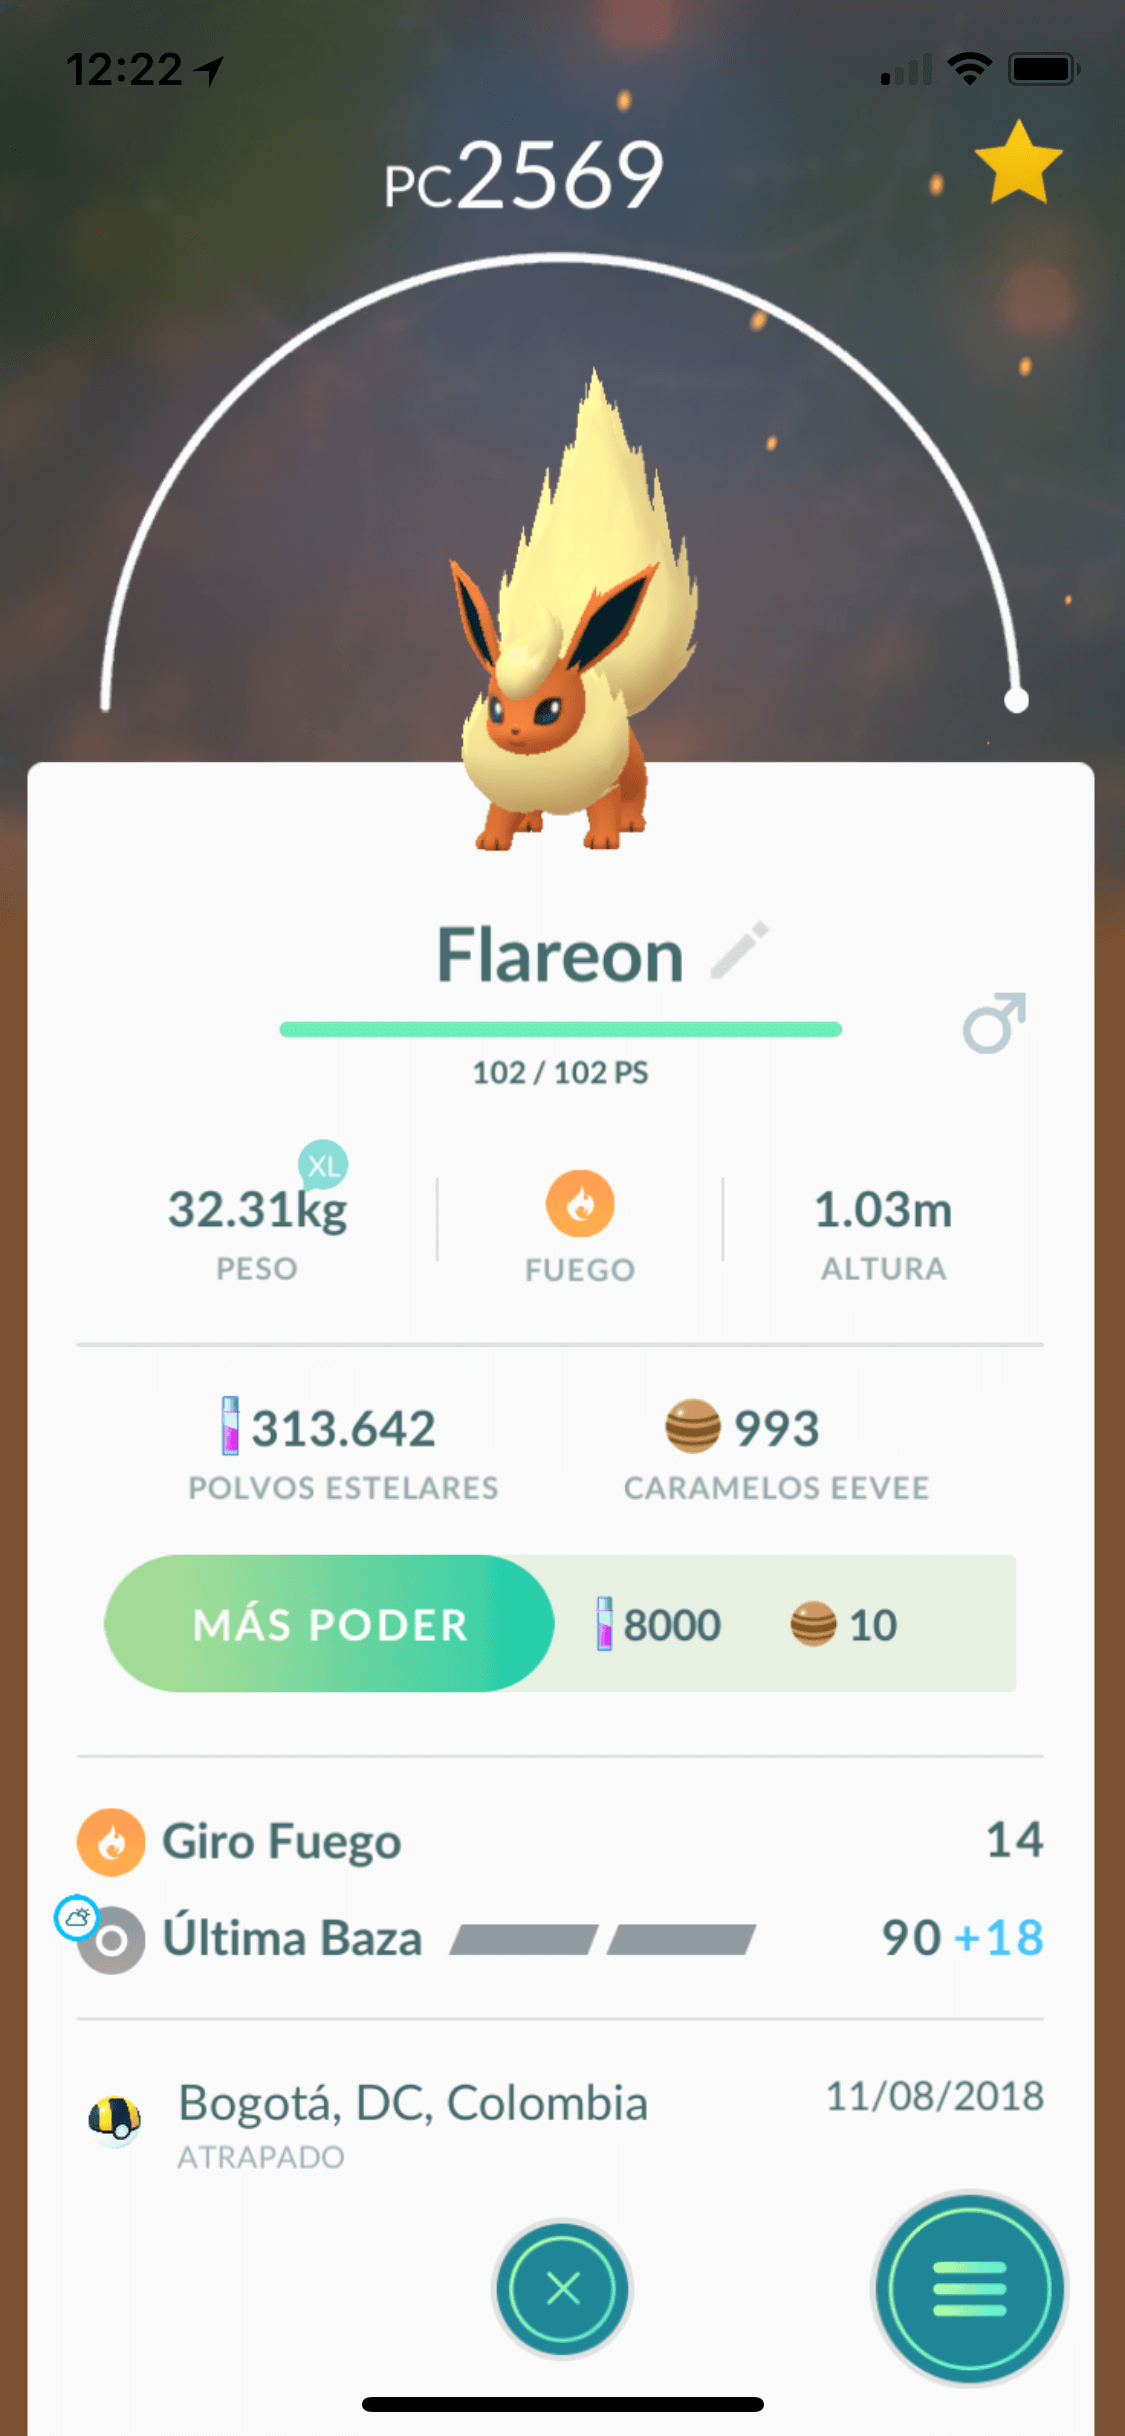 12:22
PC2569
Flareon
102 / 102 PS
XL
32.31kg
PESO
FUEGO
1.03m
ALTURA
313.642
POLVOS ESTELARES
993
CARAMELOS EEVEE
MÁS PODER
8000
10
Giro Fuego 14
Última Baza 90 +18
Bogotá, DC, Colombia 11/08/2018
ATRAPADO